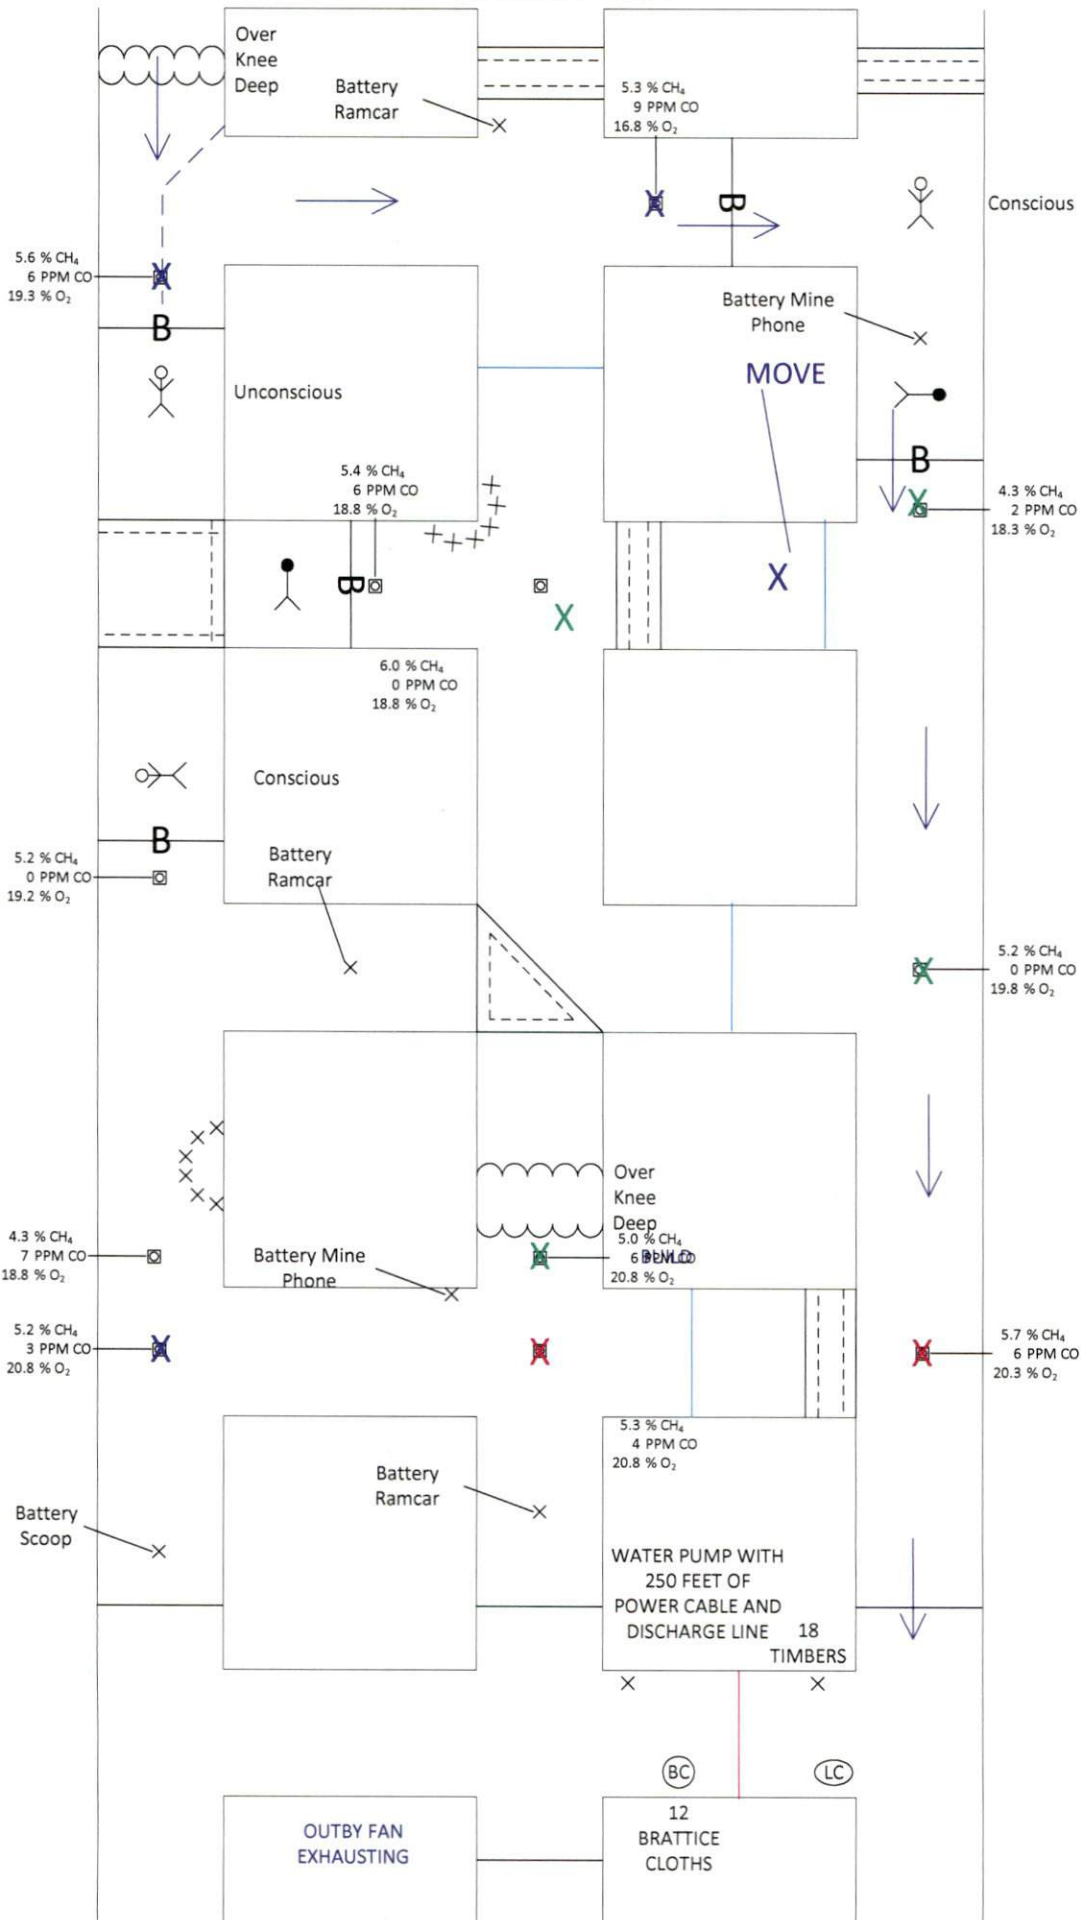 Over
Knee
Deep
Battery
Ramcar
5.3 % CH₄
9 PPM CO
16.8 % O₂
X
B
Conscious
5.6 % CH₄
6 PPM CO
19.3 % O₂
X
B
Battery Mine
Phone
MOVE
Unconscious
B
5.4 % CH₄
6 PPM CO
18.8 % O₂
X
4.3 % CH₄
2 PPM CO
18.3 % O₂
B
X
X
6.0 % CH₄
0 PPM CO
18.8 % O₂
Conscious
B
Battery
Ramcar
5.2 % CH₄
0 PPM CO
19.2 % O₂
X
5.2 % CH₄
0 PPM CO
19.8 % O₂
Over
Knee
Deep
4.3 % CH₄
7 PPM CO
18.8 % O₂
Battery Mine
Phone
X
5.0 % CH₄
BUILD
20.8 % O₂
5.2 % CH₄
3 PPM CO
20.8 % O₂
X
X
X
5.7 % CH₄
6 PPM CO
20.3 % O₂
5.3 % CH₄
4 PPM CO
20.8 % O₂
Battery
Ramcar
Battery
Scoop
WATER PUMP WITH
250 FEET OF
POWER CABLE AND
DISCHARGE LINE
18
TIMBERS
BC
LC
OUTBY FAN
EXHAUSTING
12
BRATTICE
CLOTHS